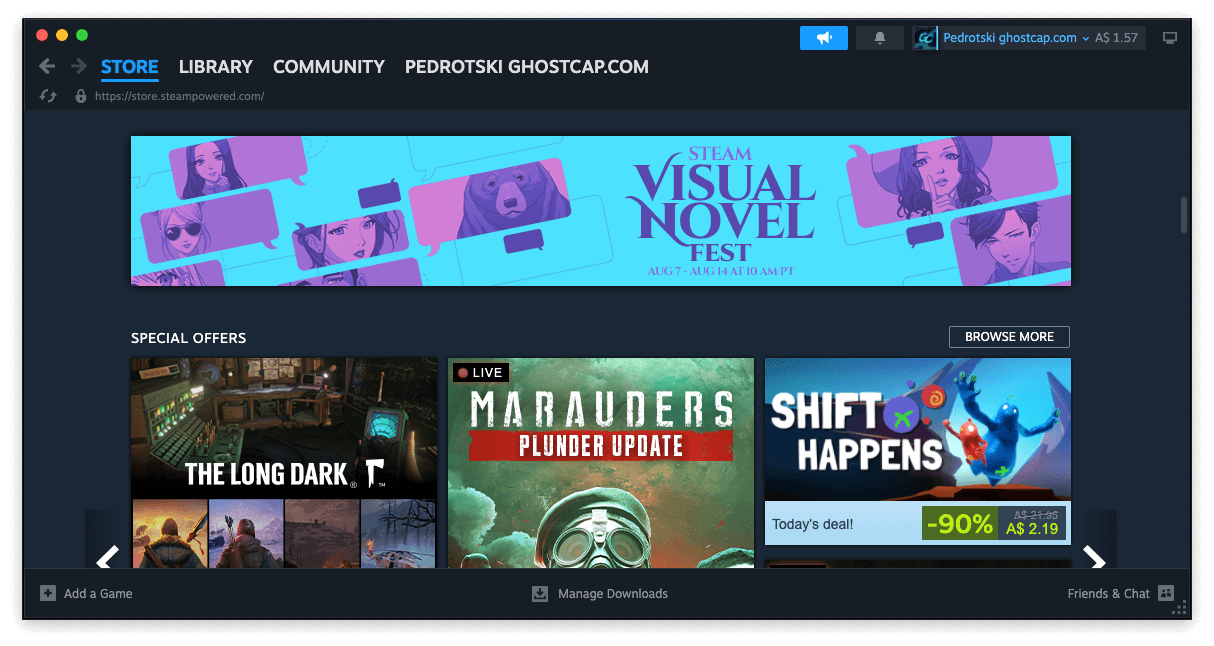 Pedrotski ghostcap.com
A$ 1.57
STORE
LIBRARY
COMMUNITY
PEDROTSKI GHOSTCAP.COM
https://store.steampowered.com/
STEAM
VISUAL
NOVEL
FEST
AUG 7 - AUG 14 AT 10 AM PT
SPECIAL OFFERS
BROWSE MORE
THE LONG DARK®
TM
LIVE
MARAUDERS
PLUNDER UPDATE
SHIFT
HAPPENS
Today's deal!
-90%
A$ 21.95
A$ 2.19
Add a Game
Manage Downloads
Friends & Chat